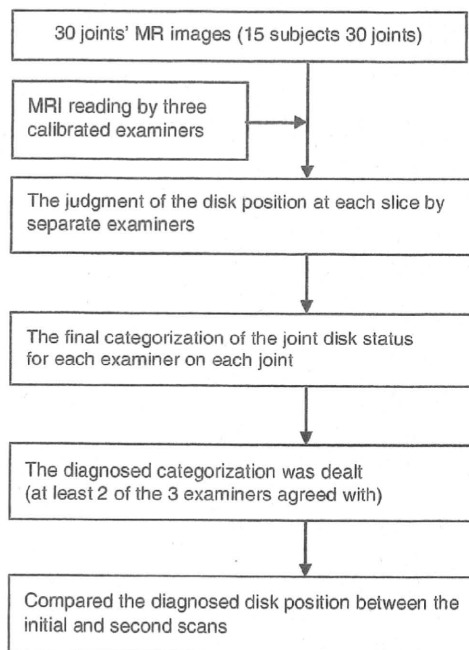 30 joints' MR images (15 subjects 30 joints)
MRI reading by three
calibrated examiners
The judgment of the disk position at each slice by
separate examiners
The final categorization of the joint disk status
for each examiner on each joint
The diagnosed categorization was dealt
(at least 2 of the 3 examiners agreed with)
Compared the diagnosed disk position between the
initial and second scans